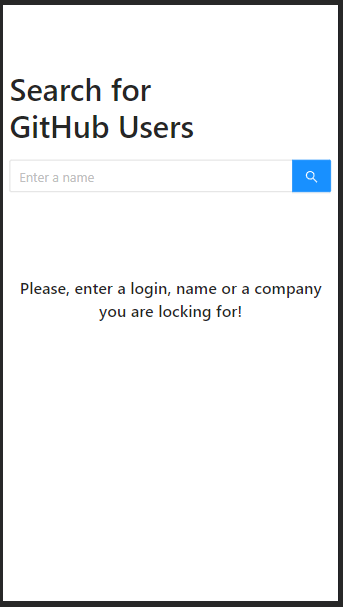 Search for
GitHub Users
Enter a name
Please, enter a login, name or a company
you are locking for!